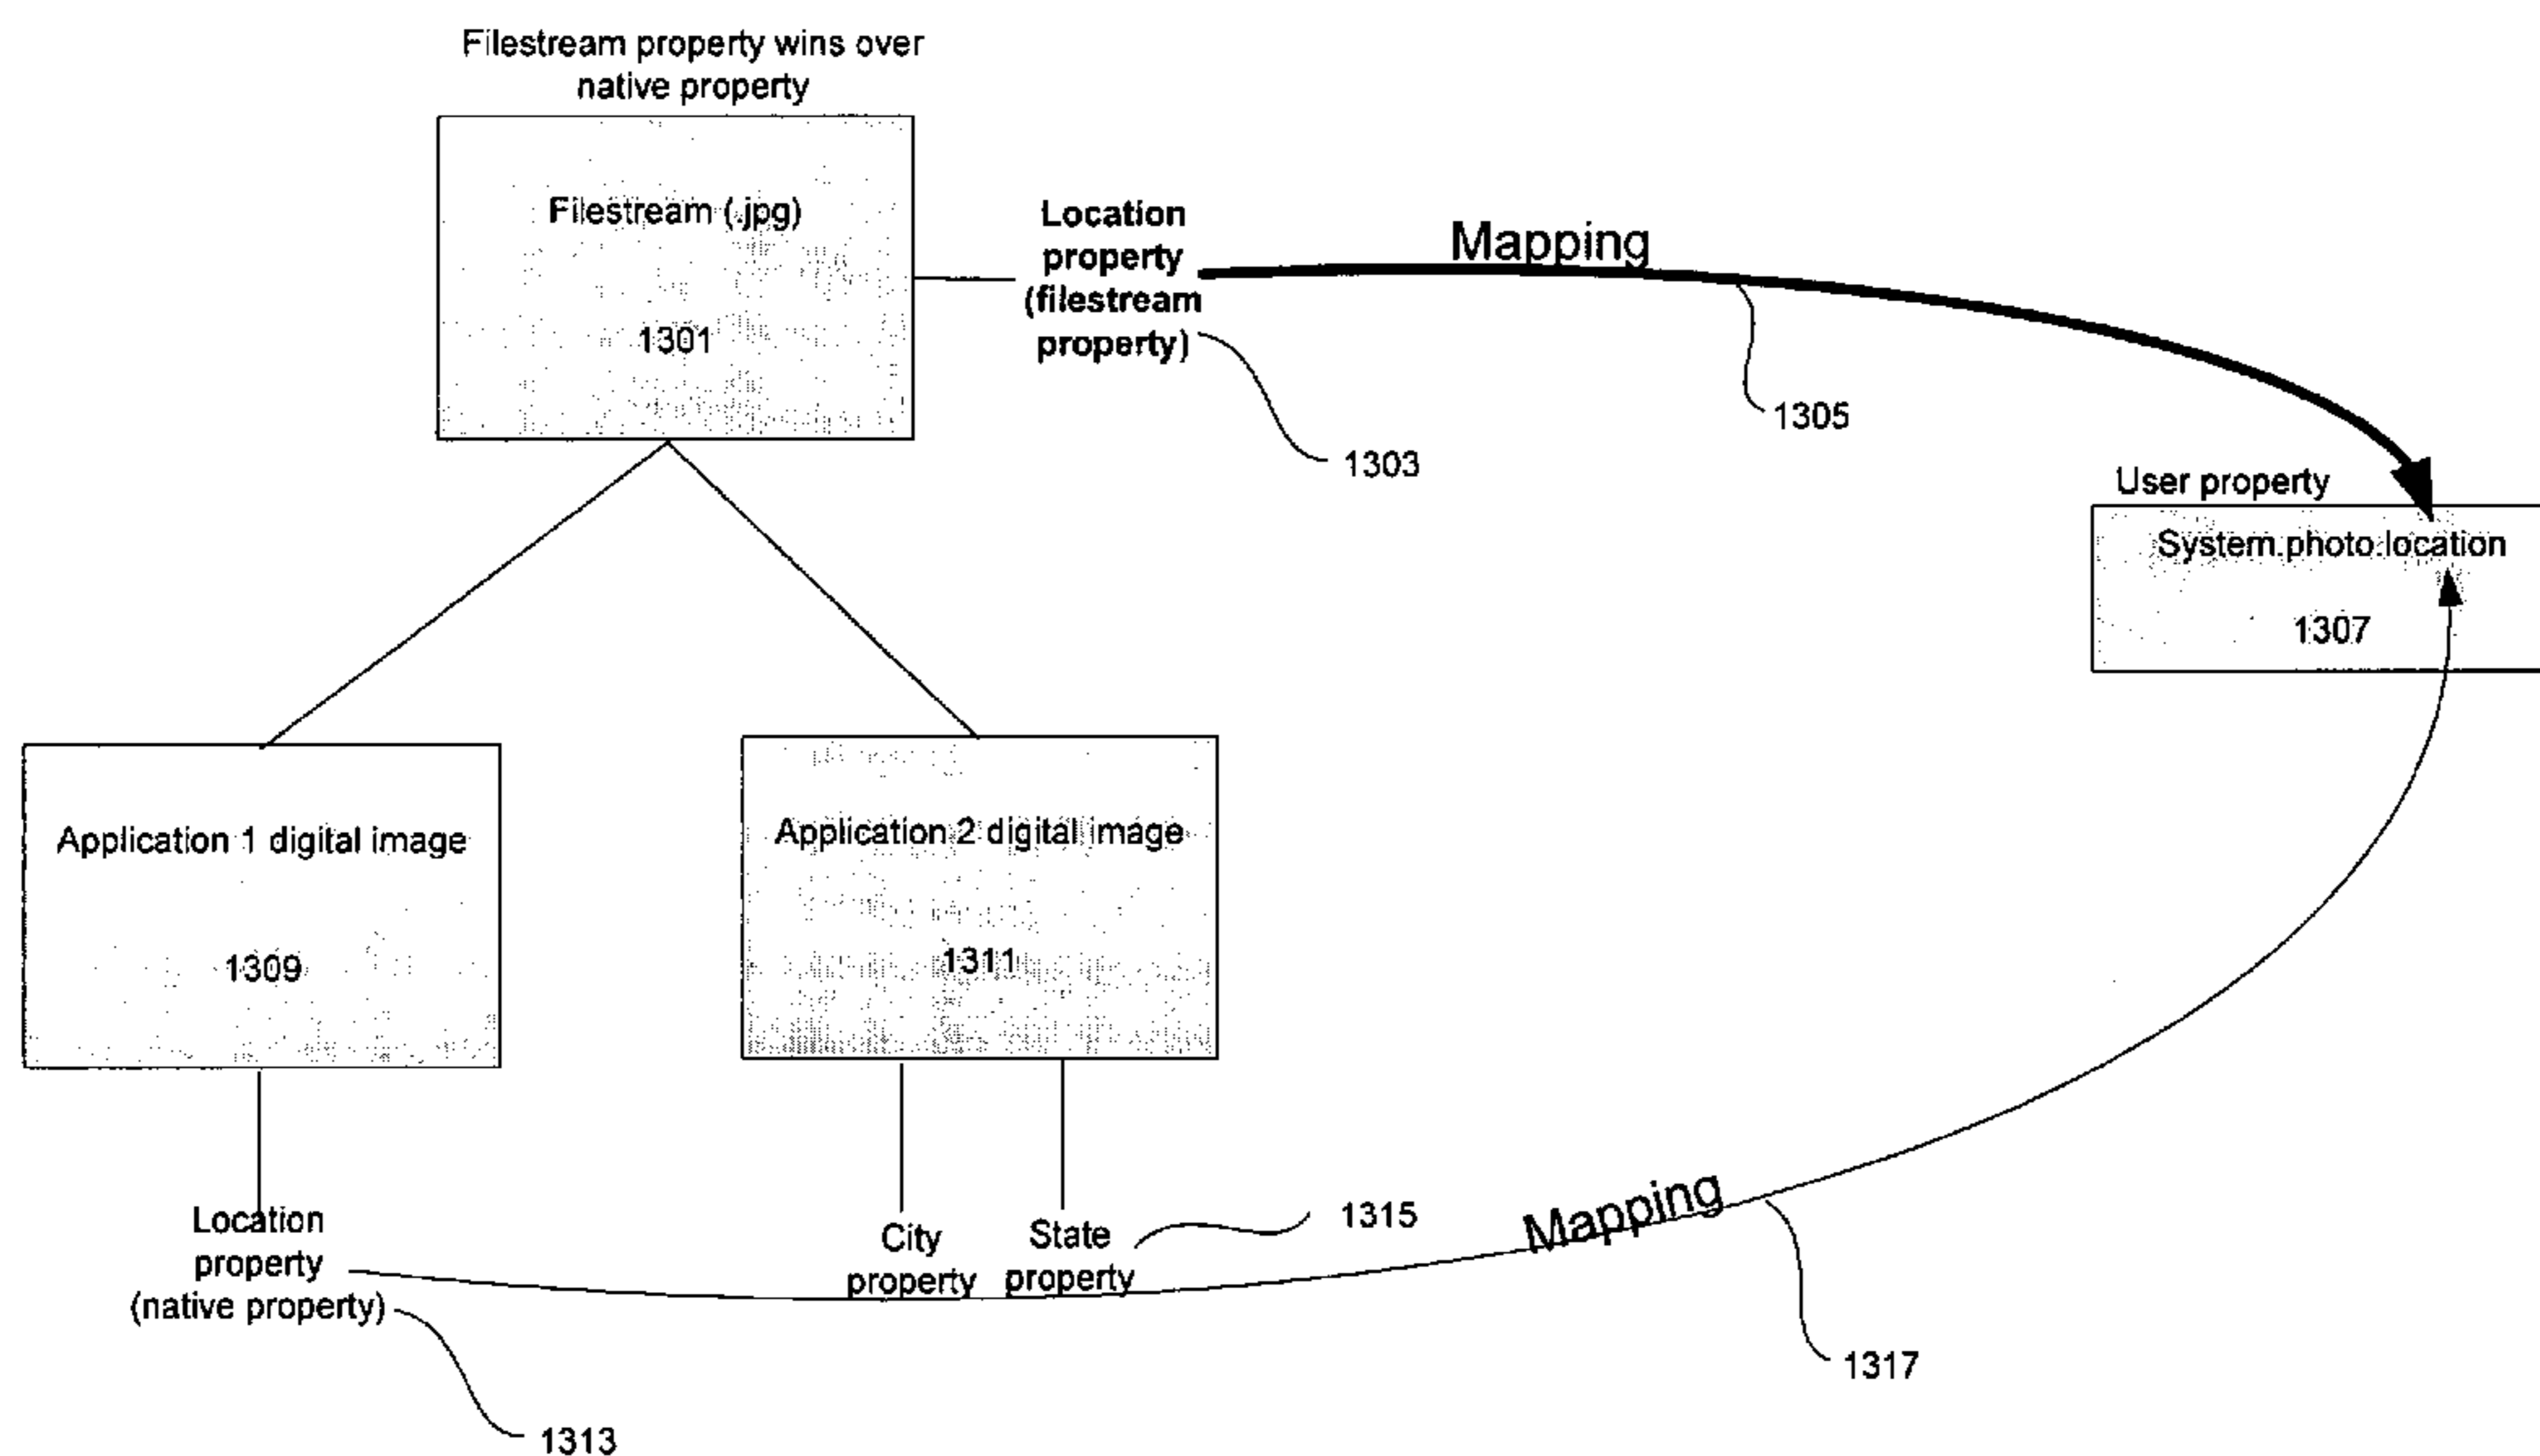 Filestream property wins over
native property
Filestream (.jpg)
1301
Location
property
(filestream
property)
1303
Mapping
1305
User property
System.photo.location
1307
Application 1 digital image
1309
Application 2 digital image
1311
Location
property
(native property)
1313
City
property
State
property
1315
Mapping
1317